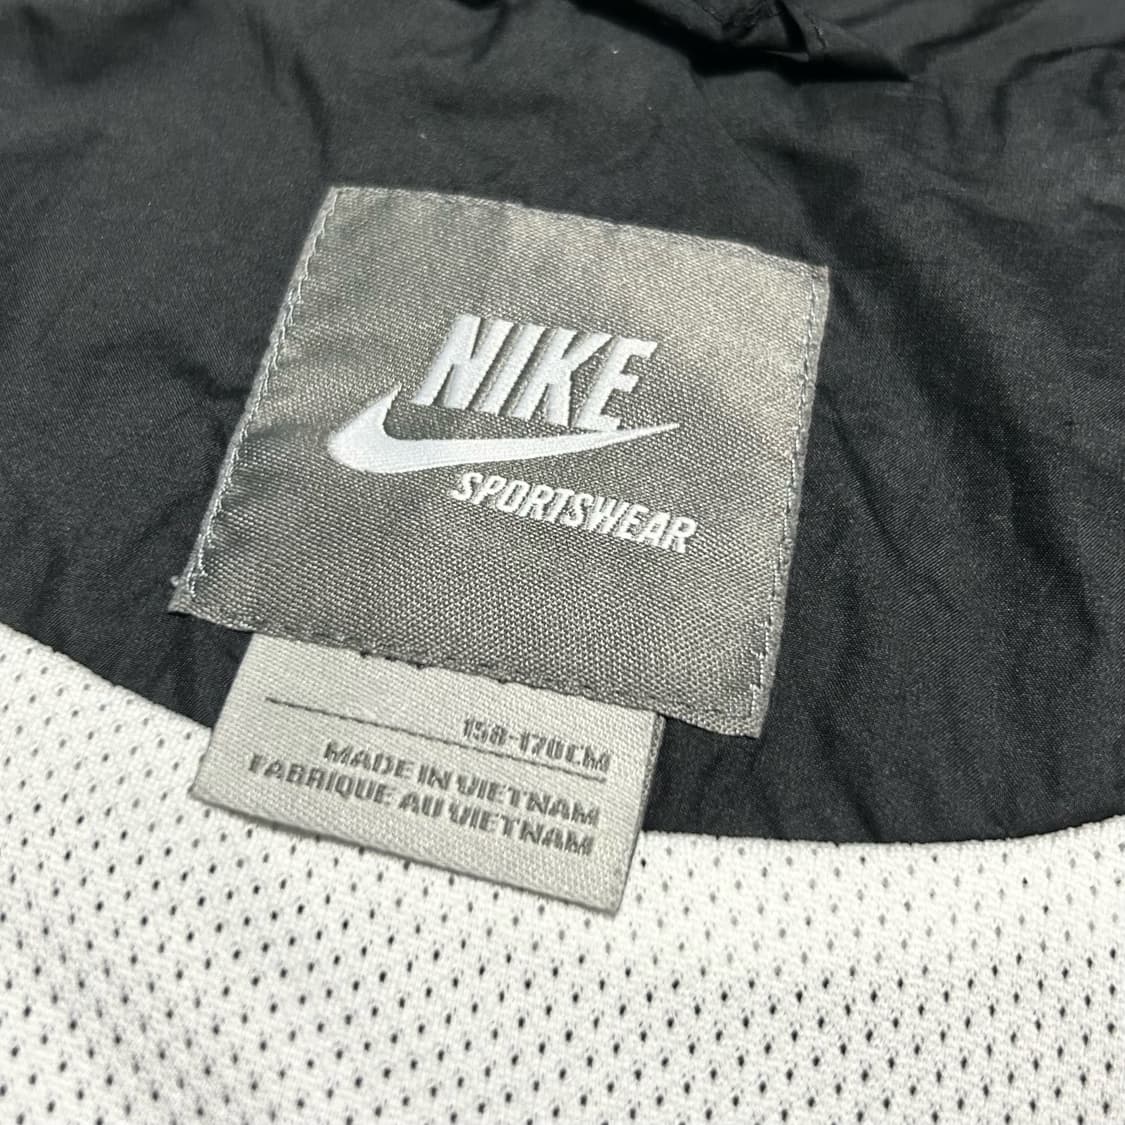 NIKE
SPORTSWEAR
158-170CM
MADE IN VIETNAM
FABRIQUE AU VIETNAM